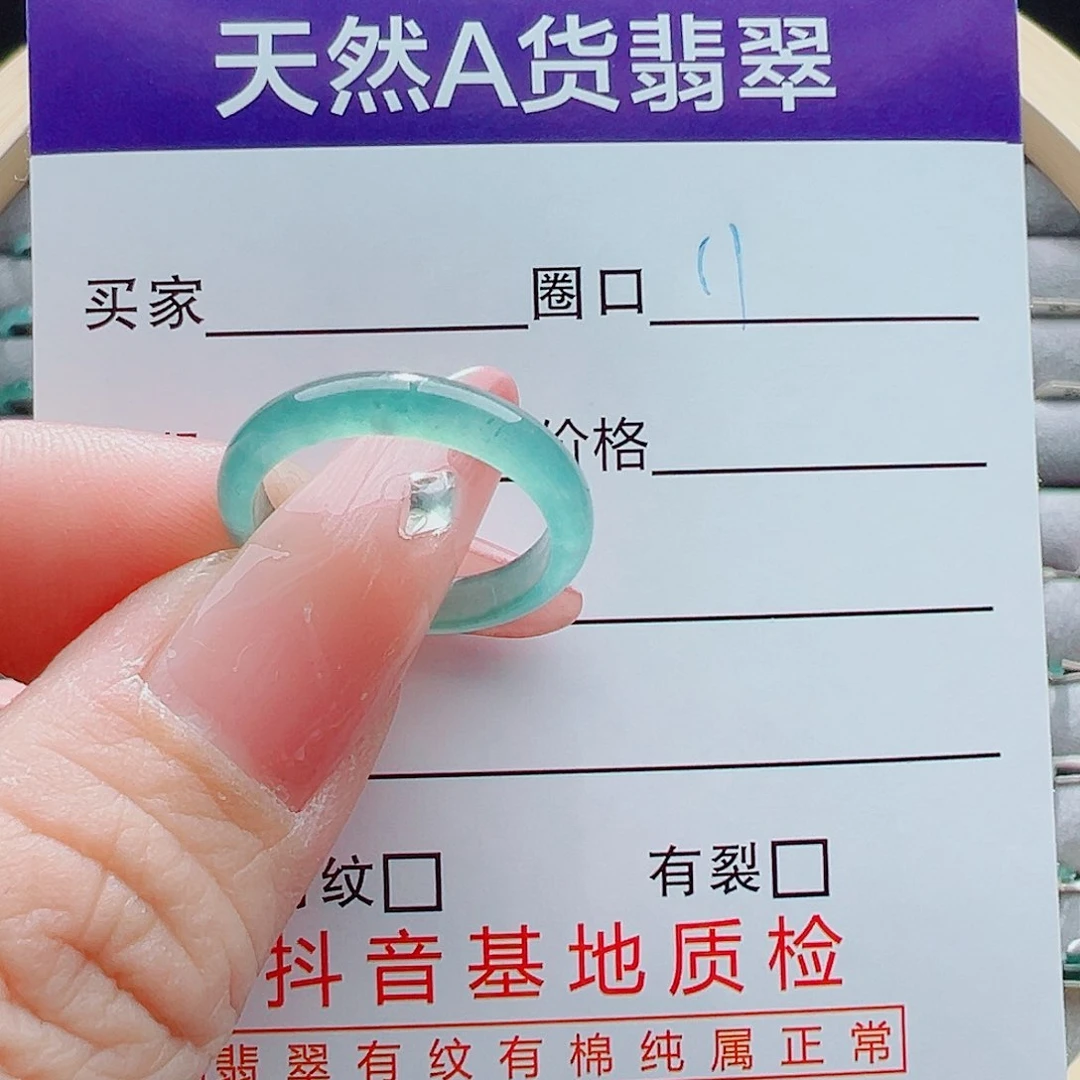 天然A货翡翠
买家 圈口
价格
纹 有裂
抖音基地质检
翡翠有纹有棉纯属正常